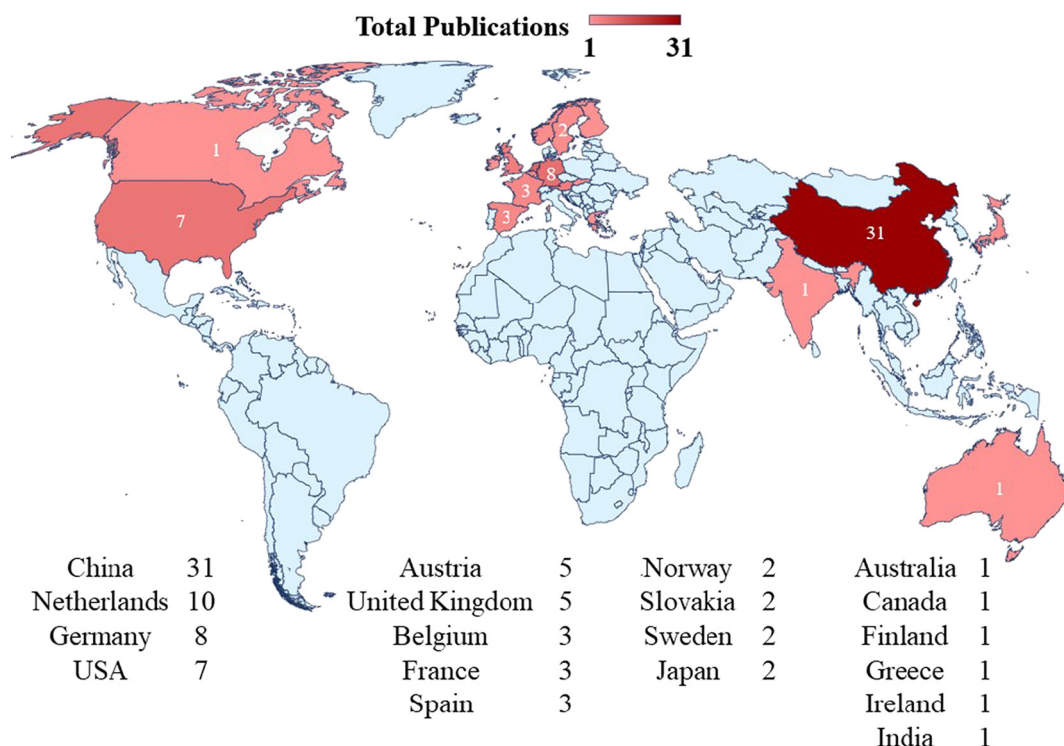 Total Publications
1 31
1
7
2
3
8
3
31
1
1
China 31
Netherlands 10
Germany 8
USA 7
Austria 5
United Kingdom 5
Belgium 3
France 3
Spain 3
Norway 2
Slovakia 2
Sweden 2
Japan 2
Australia 1
Canada 1
Finland 1
Greece 1
Ireland 1
India 1